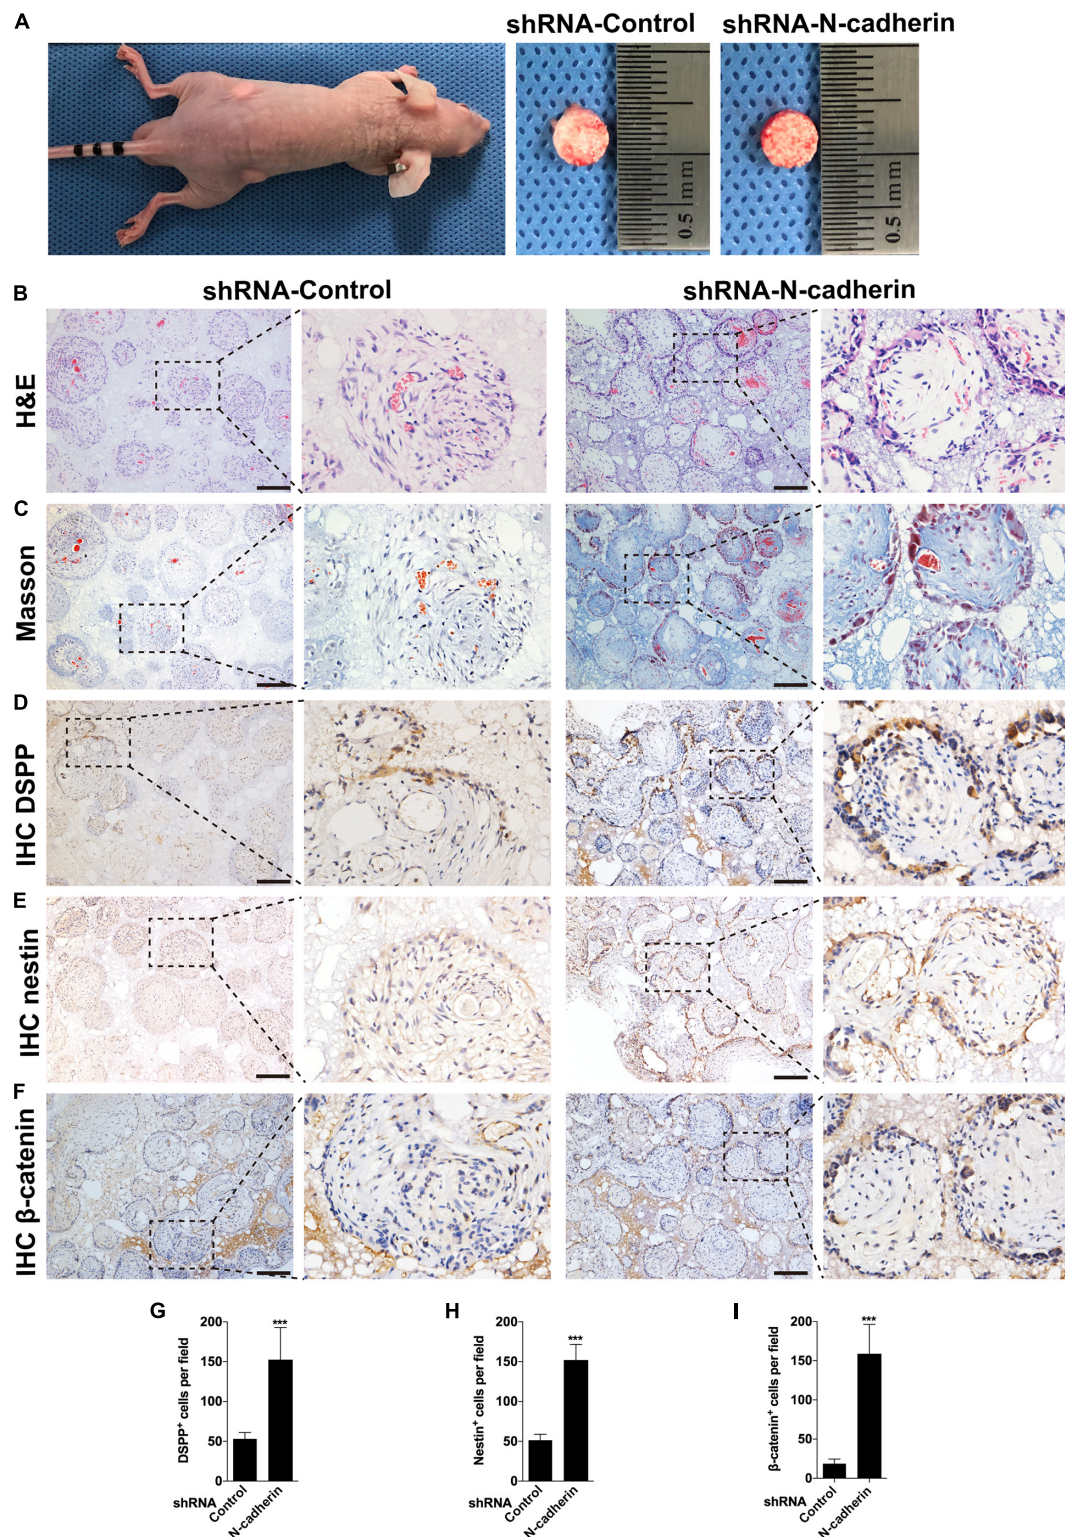 A
shRNA-Control
shRNA-N-cadherin
0.5 1mm
0.5 1mm
B
shRNA-Control
shRNA-N-cadherin
H&E
C
Masson
D
IHC DSPP
E
IHC nestin
F
IHC β-catenin
G
DSPP+ cells per field
200
150
100
50
0
***
shRNA
Control
N-cadherin
H
Nestin+ cells per field
200
150
100
50
0
***
shRNA
Control
N-cadherin
I
β-catenin+ cells per field
200
150
100
50
0
***
shRNA
Control
N-cadherin